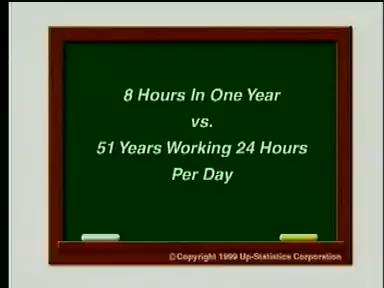 8 Hours In One Year
vs.
51 Years Working 24 Hours
Per Day
©Copyright 1999 Up-Statistics Corporation